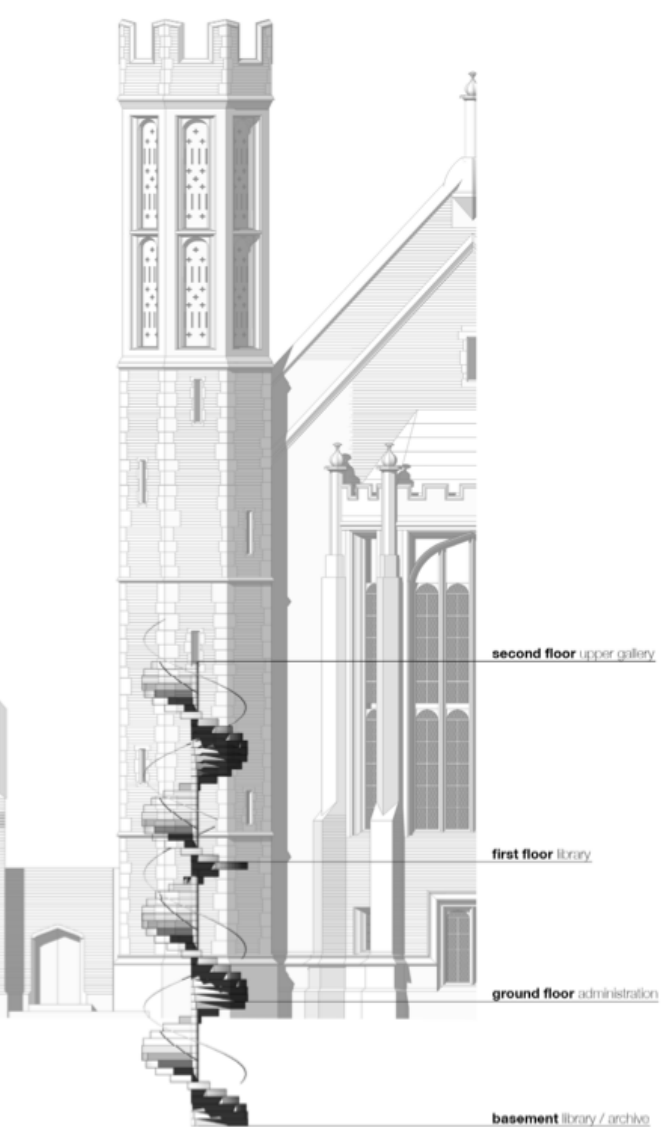 second floor upper gallery
first floor library
ground floor administration
basement library / archive